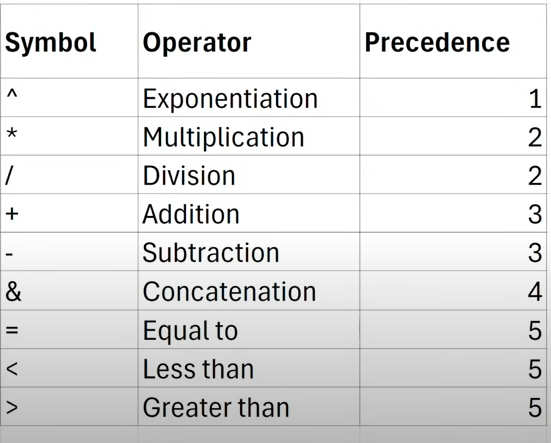 Symbol Operator Precedence
^ Exponentiation 1
* Multiplication 2
/ Division 2
+ Addition 3
- Subtraction 3
& Concatenation 4
= Equal to 5
< Less than 5
> Greater than 5